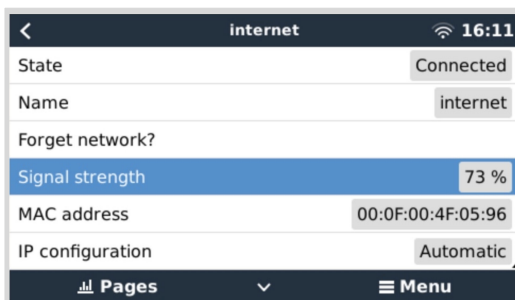 internet 16:11
State Connected
Name internet
Forget network?
Signal strength 73 %
MAC address 00:0F:00:4F:05:96
IP configuration Automatic
Pages Menu